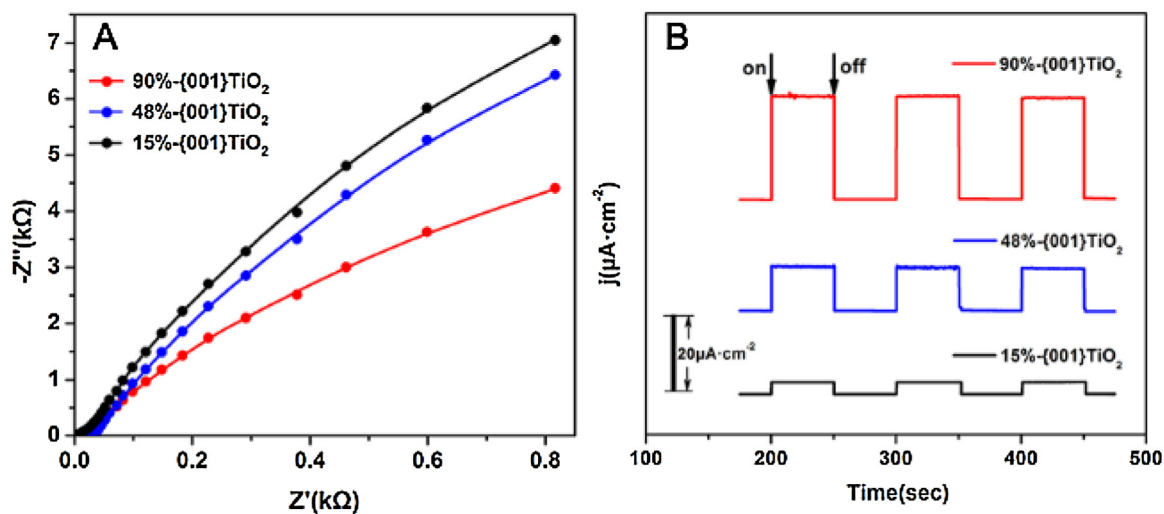 A
90%-{001}TiO₂
48%-{001}TiO₂
15%-{001}TiO₂
-Z''(kΩ)
7
6
5
4
3
2
1
0
0.0 0.2 0.4 0.6 0.8
Z'(kΩ)
B
on off
90%-{001}TiO₂
48%-{001}TiO₂
15%-{001}TiO₂
20μA·cm⁻²
j(μA·cm⁻²)
100 200 300 400 500
Time(sec)